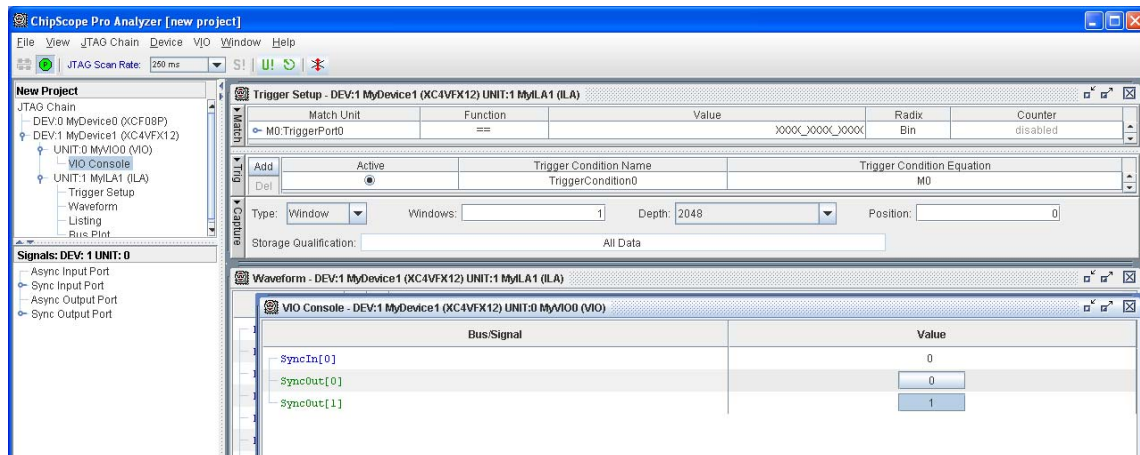 ChipScope Pro Analyzer [new project]
File View JTAG Chain Device VIO Window Help
JTAG Scan Rate: 250 ms S! U!
New Project
JTAG Chain
DEV:0 MyDevice0 (XCF08P)
DEV:1 MyDevice1 (XC4VFX12)
UNIT:0 MyVIO0 (VIO)
VIO Console
UNIT:1 MyILA1 (ILA)
Trigger Setup
Waveform
Listing
Bus Plot
Signals: DEV: 1 UNIT: 0
Async Input Port
Sync Input Port
Async Output Port
Sync Output Port
Trigger Setup - DEV:1 MyDevice1 (XC4VFX12) UNIT:1 MyILA1 (ILA)
Match
Match Unit Function Value Radix Counter
M0:TriggerPort0 == XXXX_XXXX_XXXX Bin disabled
Trig
Add Active Trigger Condition Name Trigger Condition Equation
Del TriggerCondition0 M0
Capture
Type: Window Windows: 1 Depth: 2048 Position: 0
Storage Qualification: All Data
Waveform - DEV:1 MyDevice1 (XC4VFX12) UNIT:1 MyILA1 (ILA)
VIO Console - DEV:1 MyDevice1 (XC4VFX12) UNIT:0 MyVIO0 (VIO)
Bus/Signal Value
SyncIn[0] 0
SyncOut[0] 0
SyncOut[1] 1